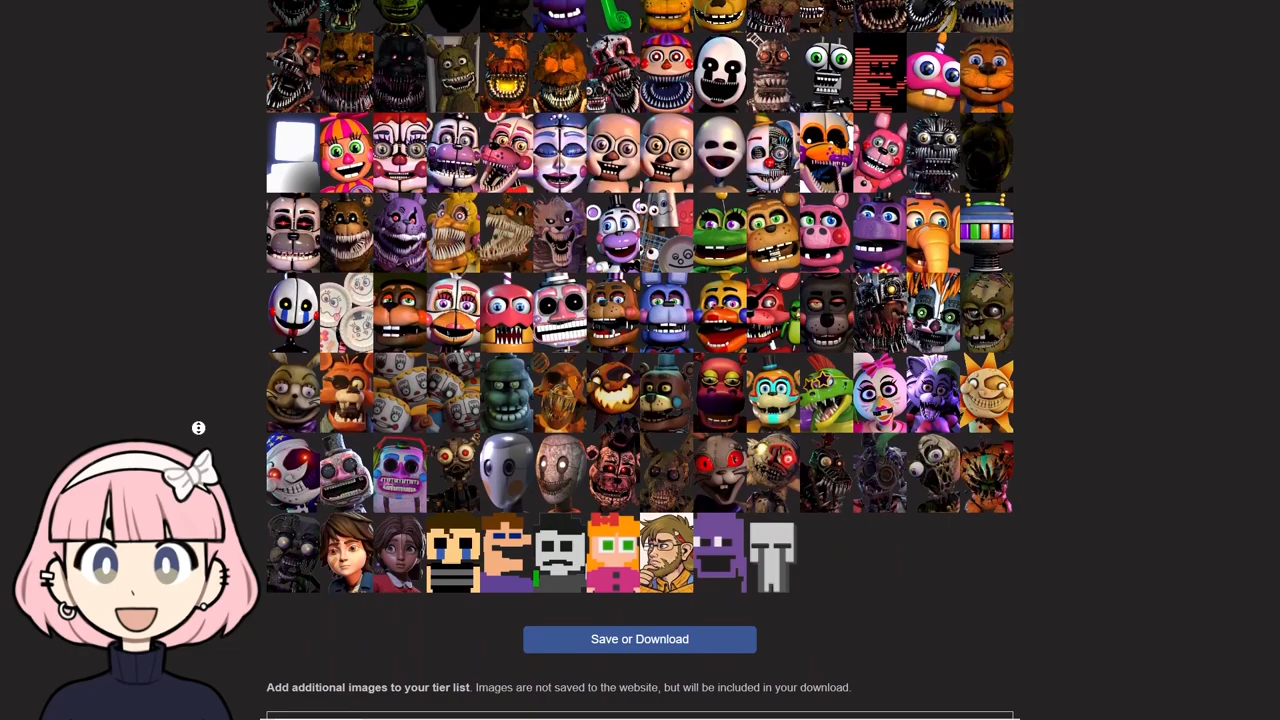 Save or Download
Add additional images to your tier list. Images are not saved to the website, but will be included in your download.